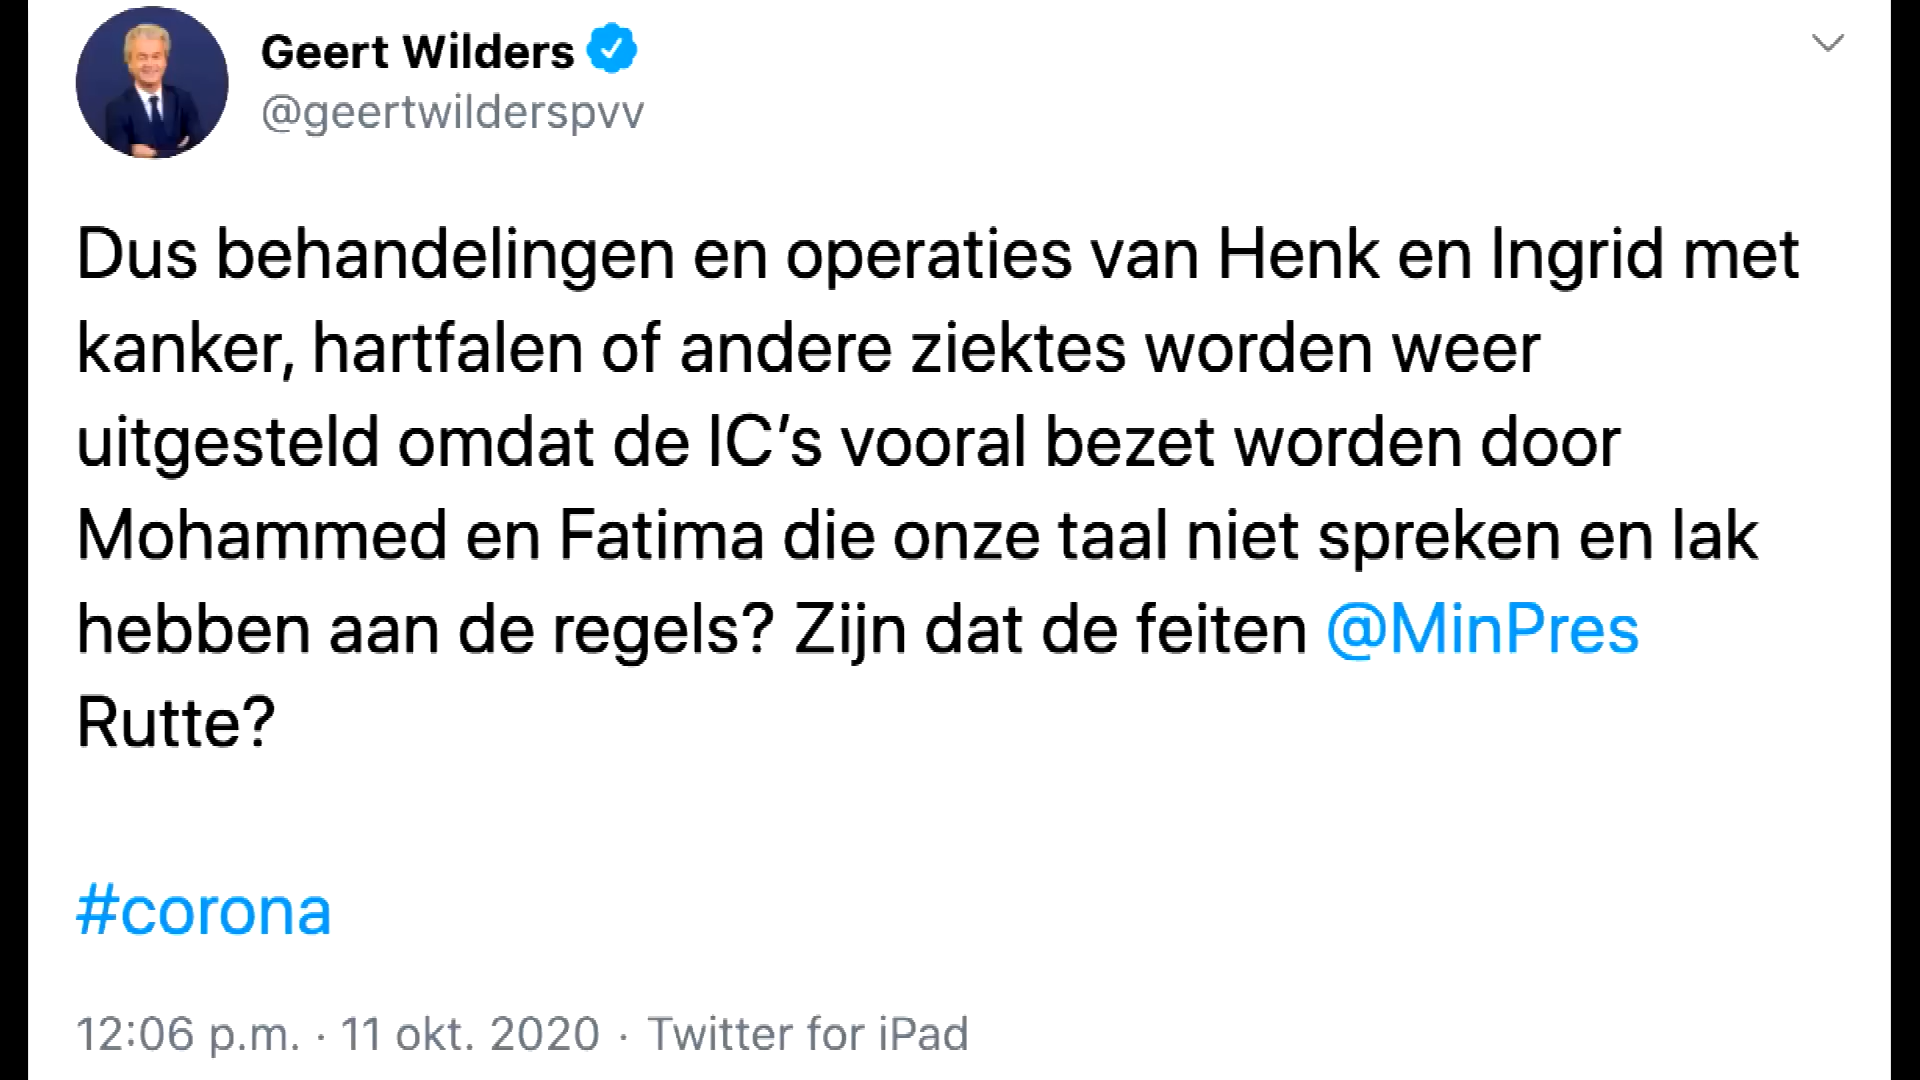 Geert Wilders
@geertwilderspvv
Dus behandelingen en operaties van Henk en Ingrid met
kanker, hartfalen of andere ziektes worden weer
uitgesteld omdat de IC’s vooral bezet worden door
Mohammed en Fatima die onze taal niet spreken en lak
hebben aan de regels? Zijn dat de feiten @MinPres
Rutte?
#corona
12:06 p.m. · 11 okt. 2020 · Twitter for iPad